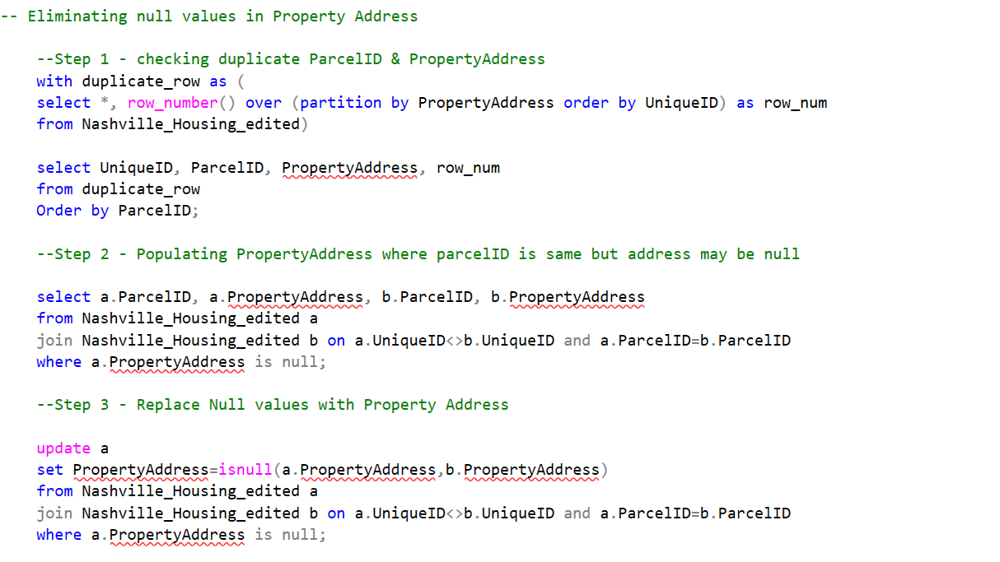 -- Eliminating null values in Property Address
--Step 1 - checking duplicate ParcelID & PropertyAddress
with duplicate_row as (
select *, row_number() over (partition by PropertyAddress order by UniqueID) as row_num
from Nashville_Housing_edited)
select UniqueID, ParcelID, PropertyAddress, row_num
from duplicate_row
Order by ParcelID;
--Step 2 - Populating PropertyAddress where parcelID is same but address may be null
select a.ParcelID, a.PropertyAddress, b.ParcelID, b.PropertyAddress
from Nashville_Housing_edited a
join Nashville_Housing_edited b on a.UniqueID<>b.UniqueID and a.ParcelID=b.ParcelID
where a.PropertyAddress is null;
--Step 3 - Replace Null values with Property Address
update a
set PropertyAddress=isnull(a.PropertyAddress,b.PropertyAddress)
from Nashville_Housing_edited a
join Nashville_Housing_edited b on a.UniqueID<>b.UniqueID and a.ParcelID=b.ParcelID
where a.PropertyAddress is null;